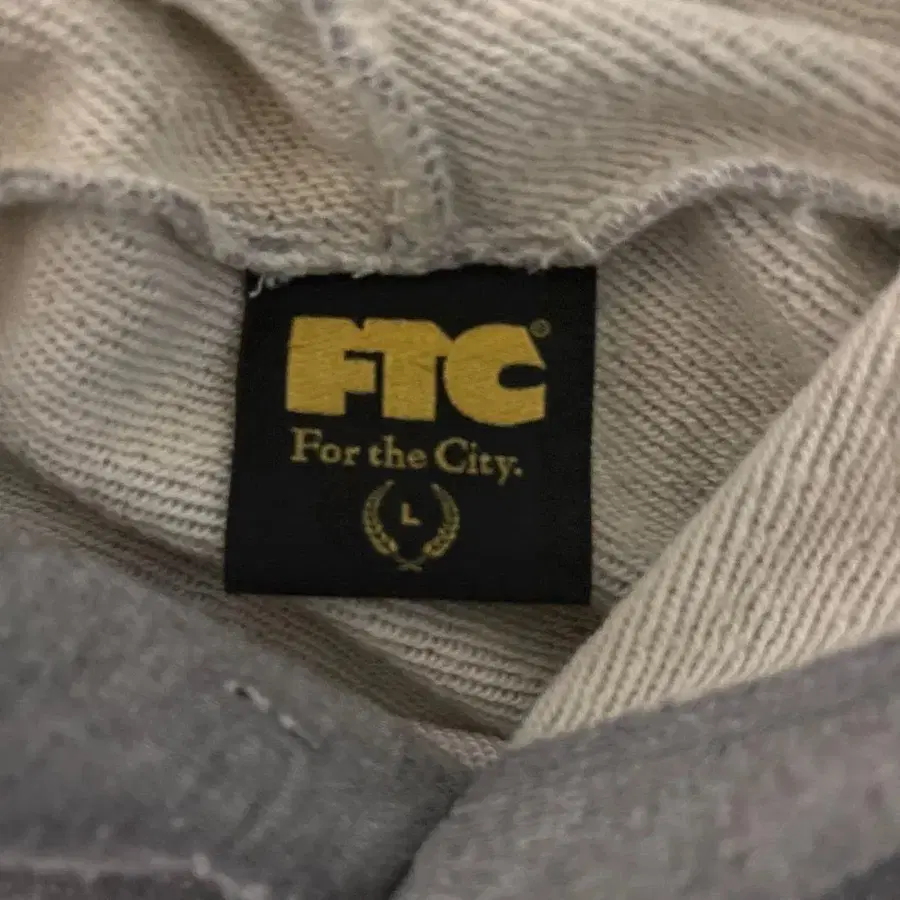 FTC®
For the City.
L